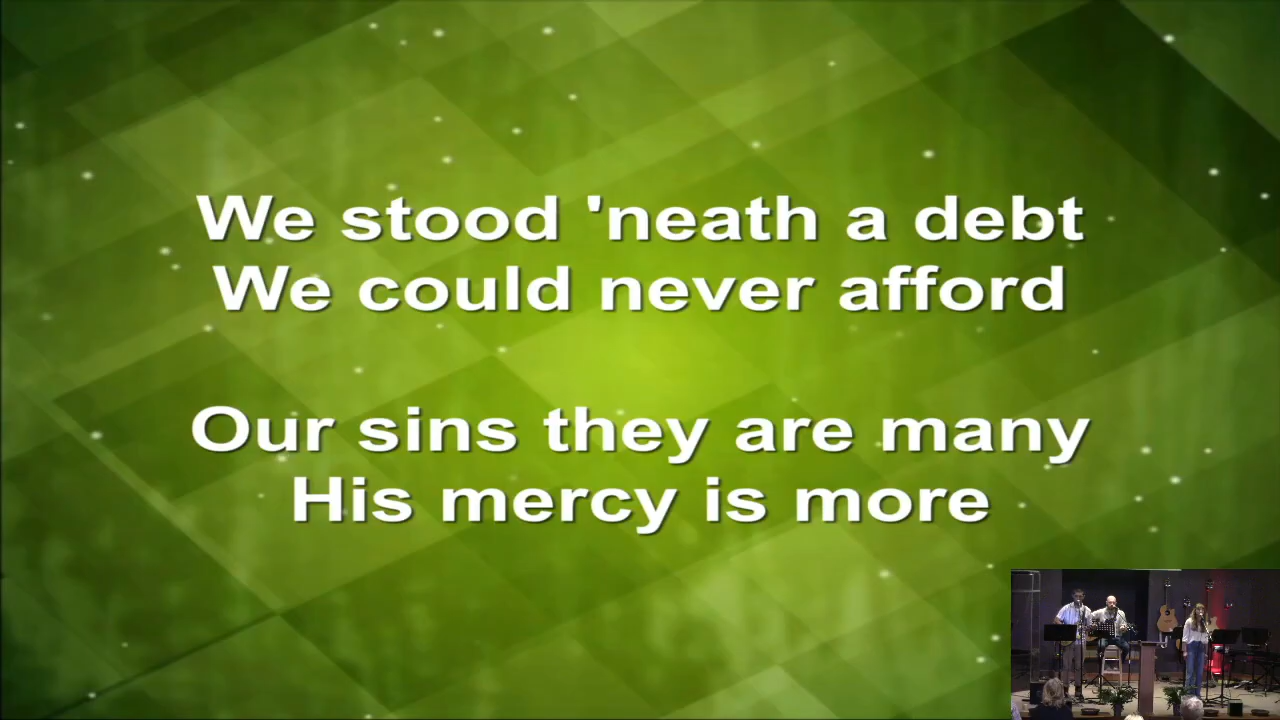 We stood 'neath a debt
We could never afford
Our sins they are many
His mercy is more